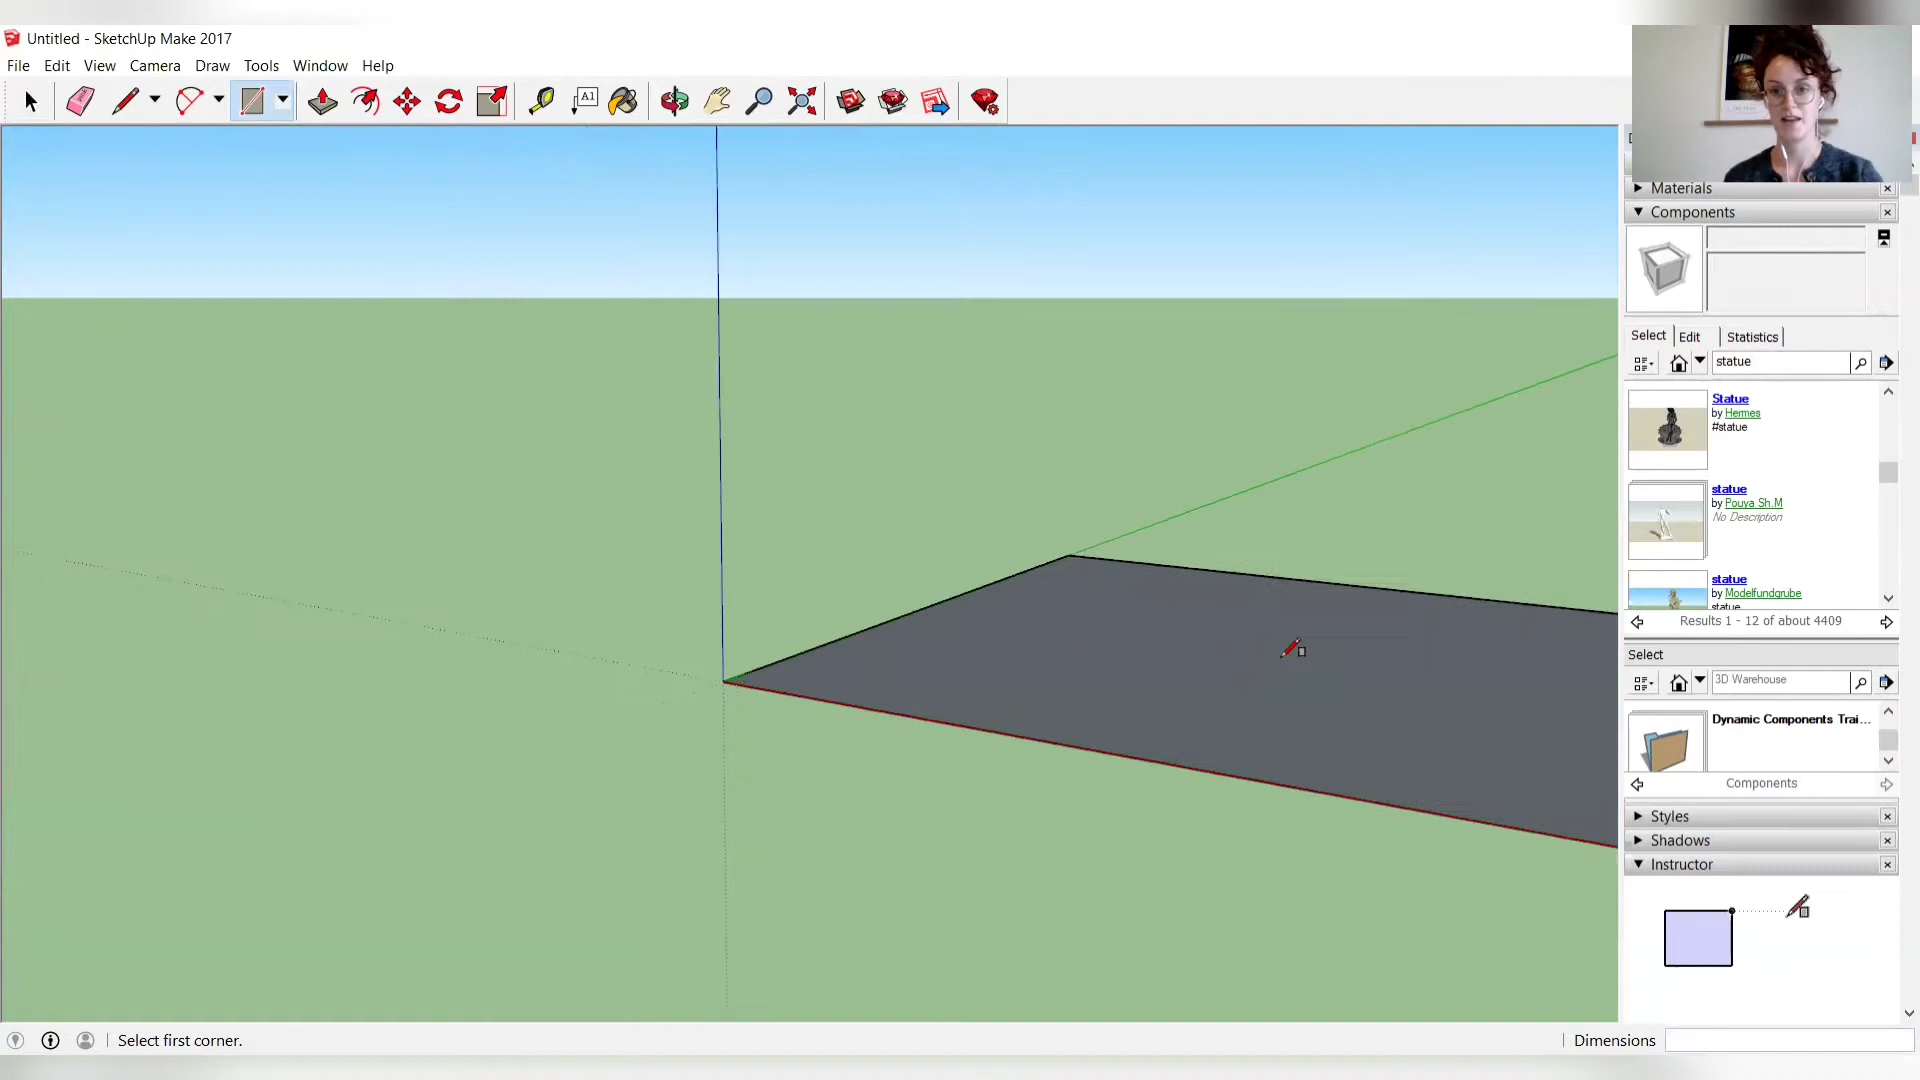 Untitled - SketchUp Make 2017
File Edit View Camera Draw Tools Window Help
A1
Materials
Components
Select Edit Statistics
statue
Statue
by Hermes
#statue
statue
by Pouya Sh.M
No Description
statue
by Modelfundgrube
statue
Results 1 - 12 of about 4409
Select
3D Warehouse
Dynamic Components Trai...
Components
Styles
Shadows
Instructor
Select first corner.
Dimensions